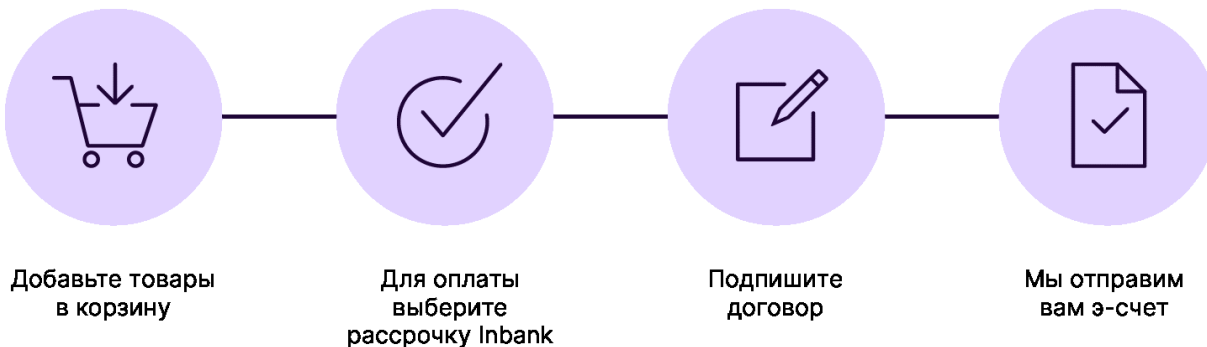 Добавьте товары
в корзину
Для оплаты
выберите
рассрочку Inbank
Подпишите
договор
Мы отправим
вам э-счет